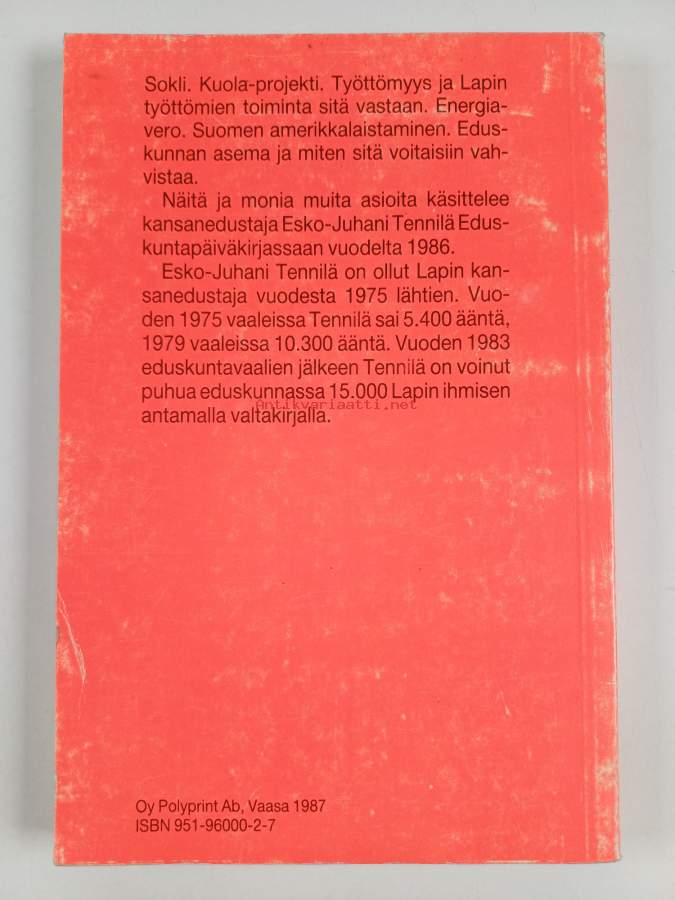 Sokli. Kuola-projekti. Työttömyys ja Lapin
työttömien toiminta sitä vastaan. Energia-
vero. Suomen amerikkalaistaminen. Edus-
kunnan asema ja miten sitä voitaisiin vah-
vistaa.
Näitä ja monia muita asioita käsittelee
kansanedustaja Esko-Juhani Tennilä Edus-
kuntapäiväkirjassaan vuodelta 1986.
Esko-Juhani Tennilä on ollut Lapin kan-
sanedustaja vuodesta 1975 lähtien. Vuo-
den 1975 vaaleissa Tennilä sai 5.400 ääntä,
1979 vaaleissa 10.300 ääntä. Vuoden 1983
eduskuntavaalien jälkeen Tennilä on voinut
puhua eduskunnassa 15.000 Lapin ihmisen
Antikvariaatti.net
antamalla valtakirjalla.
Oy Polyprint Ab, Vaasa 1987
ISBN 951-96000-2-7